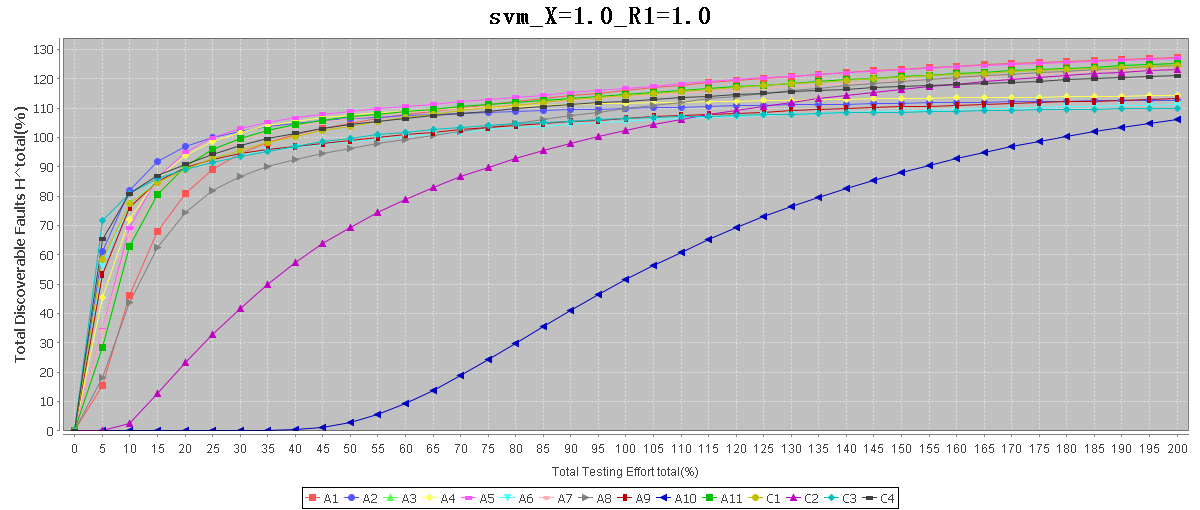 svm_X=1.0_R1=1.0
Total Discoverable Faults H^total(%)
130
120
110
100
90
80
70
60
50
40
30
20
10
0
0 5 10 15 20 25 30 35 40 45 50 55 60 65 70 75 80 85 90 95 100 105 110 115 120 125 130 135 140 145 150 155 160 165 170 175 180 185 190 195 200
Total Testing Effort total(%)
A1 A2 A3 A4 A5 A6 A7 A8 A9 A10 A11 C1 C2 C3 C4